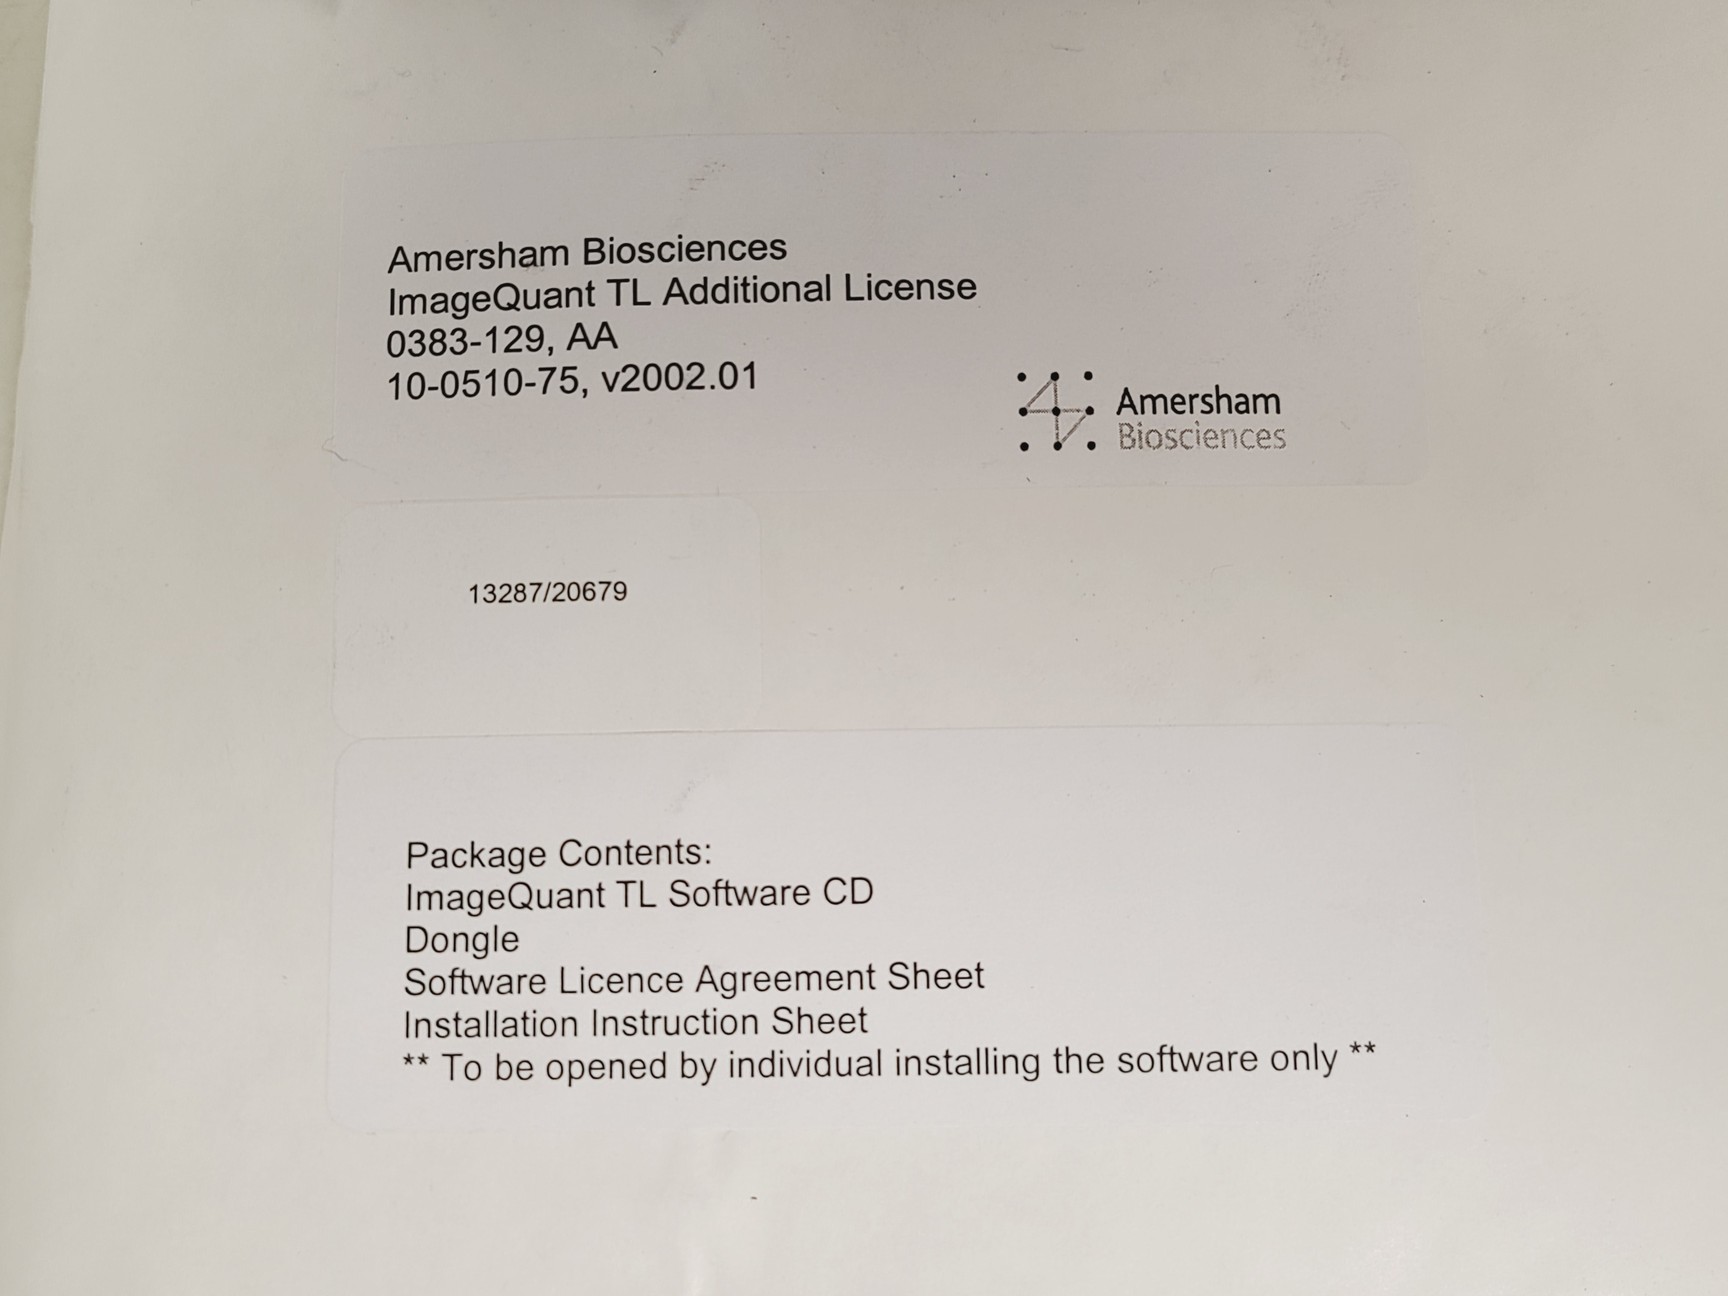 Amersham Biosciences
ImageQuant TL Additional License
0383-129, AA
10-0510-75, v2002.01
Amersham
Biosciences
13287/20679
Package Contents:
ImageQuant TL Software CD
Dongle
Software Licence Agreement Sheet
Installation Instruction Sheet
** To be opened by individual installing the software only **